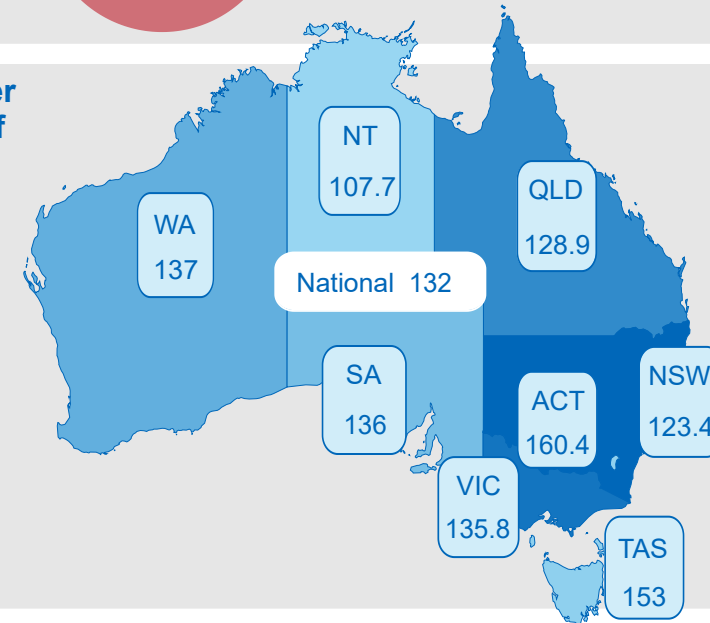 er
f
NT
107.7
QLD
128.9
WA
137
National 132
SA
136
ACT
160.4
NSW
123.4
VIC
135.8
TAS
153